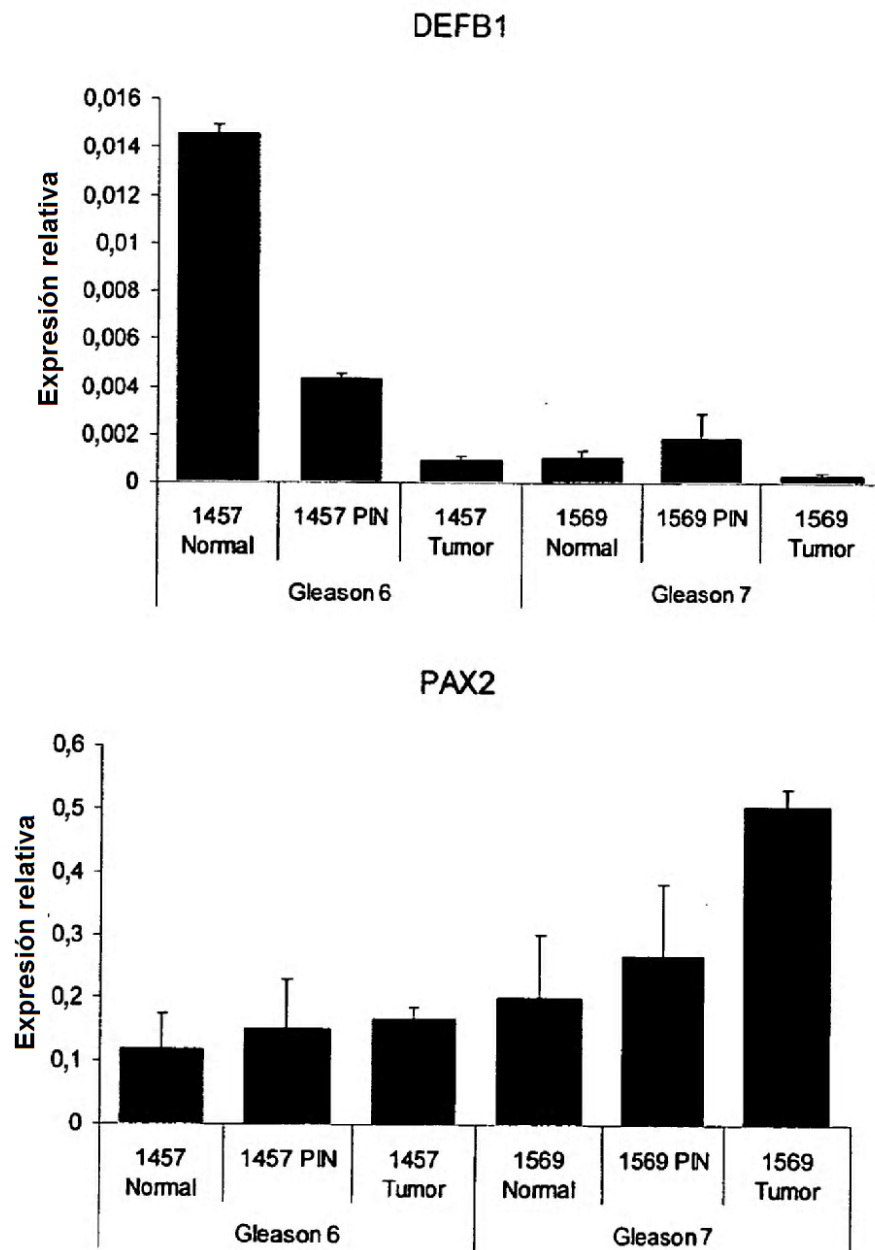 DEFB1
Expresión relativa
0,016
0,014
0,012
0,01
0,008
0,006
0,004
0,002
0
1457 Normal
1457 PIN
1457 Tumor
1569 Normal
1569 PIN
1569 Tumor
Gleason 6
Gleason 7
PAX2
Expresión relativa
0,6
0,5
0,4
0,3
0,2
0,1
0
1457 Normal
1457 PIN
1457 Tumor
1569 Normal
1569 PIN
1569 Tumor
Gleason 6
Gleason 7